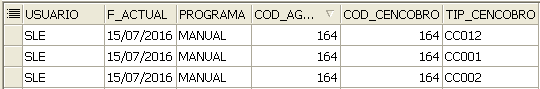 USUARIO F_ACTUAL PROGRAMA COD_AG... COD_CENCOBRO TIP_CENCOBRO
SLE 15/07/2016 MANUAL 164 164 CC012
SLE 15/07/2016 MANUAL 164 164 CC001
SLE 15/07/2016 MANUAL 164 164 CC002